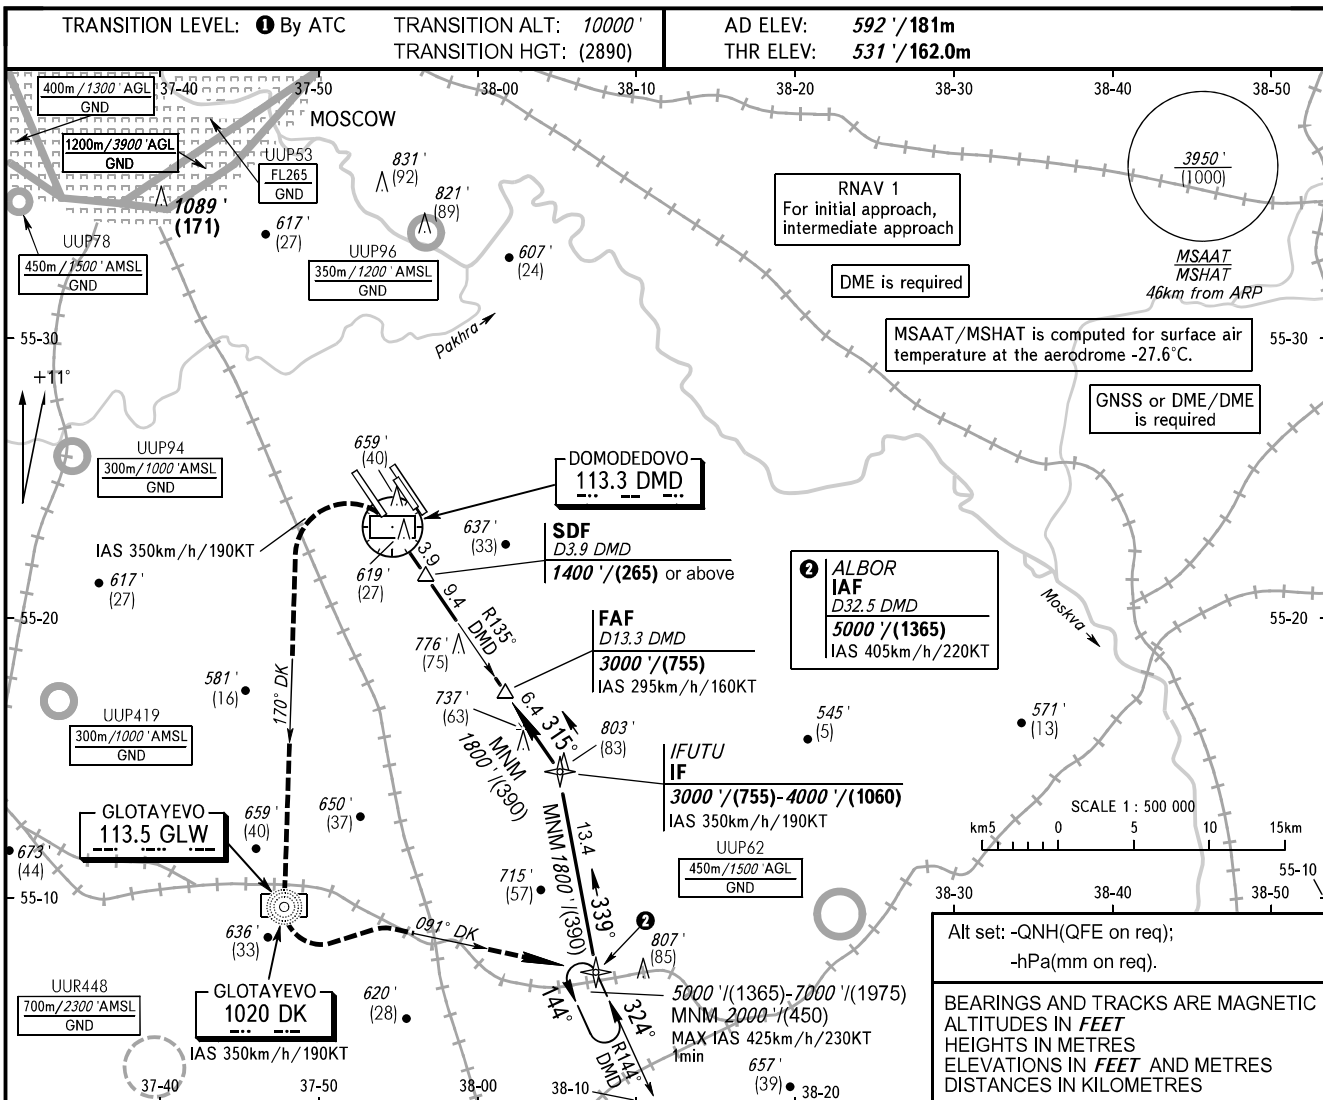 TRANSITION LEVEL: ❶ By ATC
TRANSITION ALT: 10000'
TRANSITION HGT: (2890)
AD ELEV: 592'/181m
THR ELEV: 531'/162.0m
37-40
37-50
38-00
38-10
38-20
38-30
38-40
38-50
400m/1300' AGL
GND
MOSCOW
1200m/3900' AGL
GND
UUP53
FL265
GND
831'
(92)
821'
(89)
1089'
(171)
617'
(27)
607'
(24)
UUP78
450m/1500' AMSL
GND
UUP96
350m/1200' AMSL
GND
RNAV 1
For initial approach,
intermediate approach
3950'
(1000)
MSAAT
MSHAT
46km from ARP
DME is required
Pakhra
MSAAT/MSHAT is computed for surface air
temperature at the aerodrome -27.6°C.
55-30
55-30
+11°
GNSS or DME/DME
is required
UUP94
300m/1000'AMSL
GND
659'
(40)
DOMODEDOVO
113.3 DMD
IAS 350km/h/190KT
637'
(33)
SDF
D3.9 DMD
1400'/(265) or above
619'
(27)
3.9
617'
(27)
9.4
R135°
DMD
❷ ALBOR
IAF
D32.5 DMD
5000'/(1365)
IAS 405km/h/220KT
Moskva
55-20
55-20
FAF
D13.3 DMD
3000'/(755)
IAS 295km/h/160KT
776'
(75)
581'
(16)
170° DK
737'
(63)
6.4
315°
803'
(83)
545'
(5)
571'
(13)
UUP419
300m/1000'AMSL
GND
MNM
1800'/(390)
IFUTU
IF
3000'/(755)-4000'/(1060)
IAS 350km/h/190KT
SCALE 1 : 500 000
km5 0 5 10 15km
GLOTAYEVO
113.5 GLW
659'
(40)
650'
(37)
673'
(44)
13.4
MNM 1800'/(390)
339°
UUP62
450m/1500' AGL
GND
715'
(57)
55-10
55-10
38-30
38-40
38-50
636'
(33)
091° DK
❷
807'
(85)
Alt set: -QNH(QFE on req);
-hPa(mm on req).
UUR448
700m/2300'AMSL
GND
GLOTAYEVO
1020 DK
IAS 350km/h/190KT
620'
(28)
144°
324°
R144°
DMD
5000'/(1365)-7000'/(1975)
MNM 2000'/(450)
MAX IAS 425km/h/230KT
1min
657'
(39)
BEARINGS AND TRACKS ARE MAGNETIC
ALTITUDES IN FEET
HEIGHTS IN METRES
ELEVATIONS IN FEET AND METRES
DISTANCES IN KILOMETRES
37-40
37-50
38-00
38-10
38-20